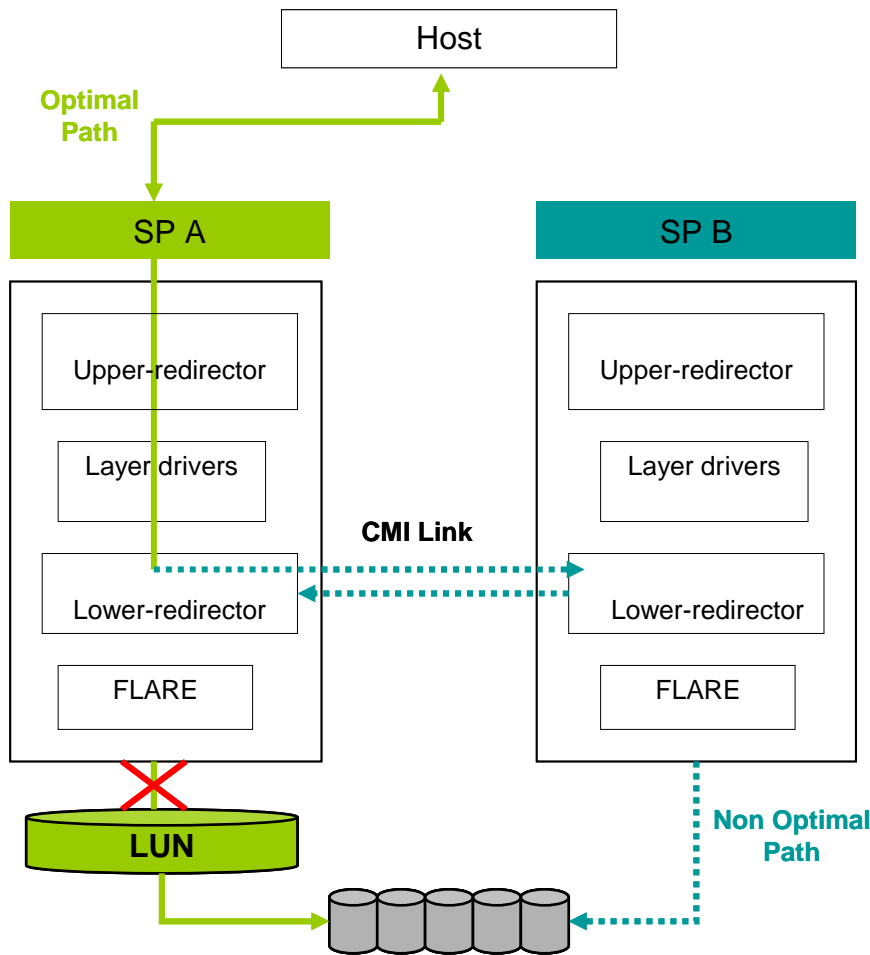 Host
Optimal
Path
SP A
SP B
Upper-redirector
Upper-redirector
Layer drivers
Layer drivers
CMI Link
Lower-redirector
Lower-redirector
FLARE
FLARE
LUN
Non Optimal
Path